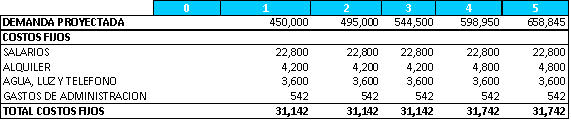 0 1 2 3 4 5
DEMANDA PROYECTADA 450,000 495,000 544,500 598,950 658,845
COSTOS FIJOS
SALARIOS 22,800 22,800 22,800 22,800 22,800
ALQUILER 4,200 4,200 4,200 4,800 4,800
AGUA, LUZ Y TELEFONO 3,600 3,600 3,600 3,600 3,600
GASTOS DE ADMINISTRACION 542 542 542 542 542
TOTAL COSTOS FIJOS 31,142 31,142 31,142 31,742 31,742